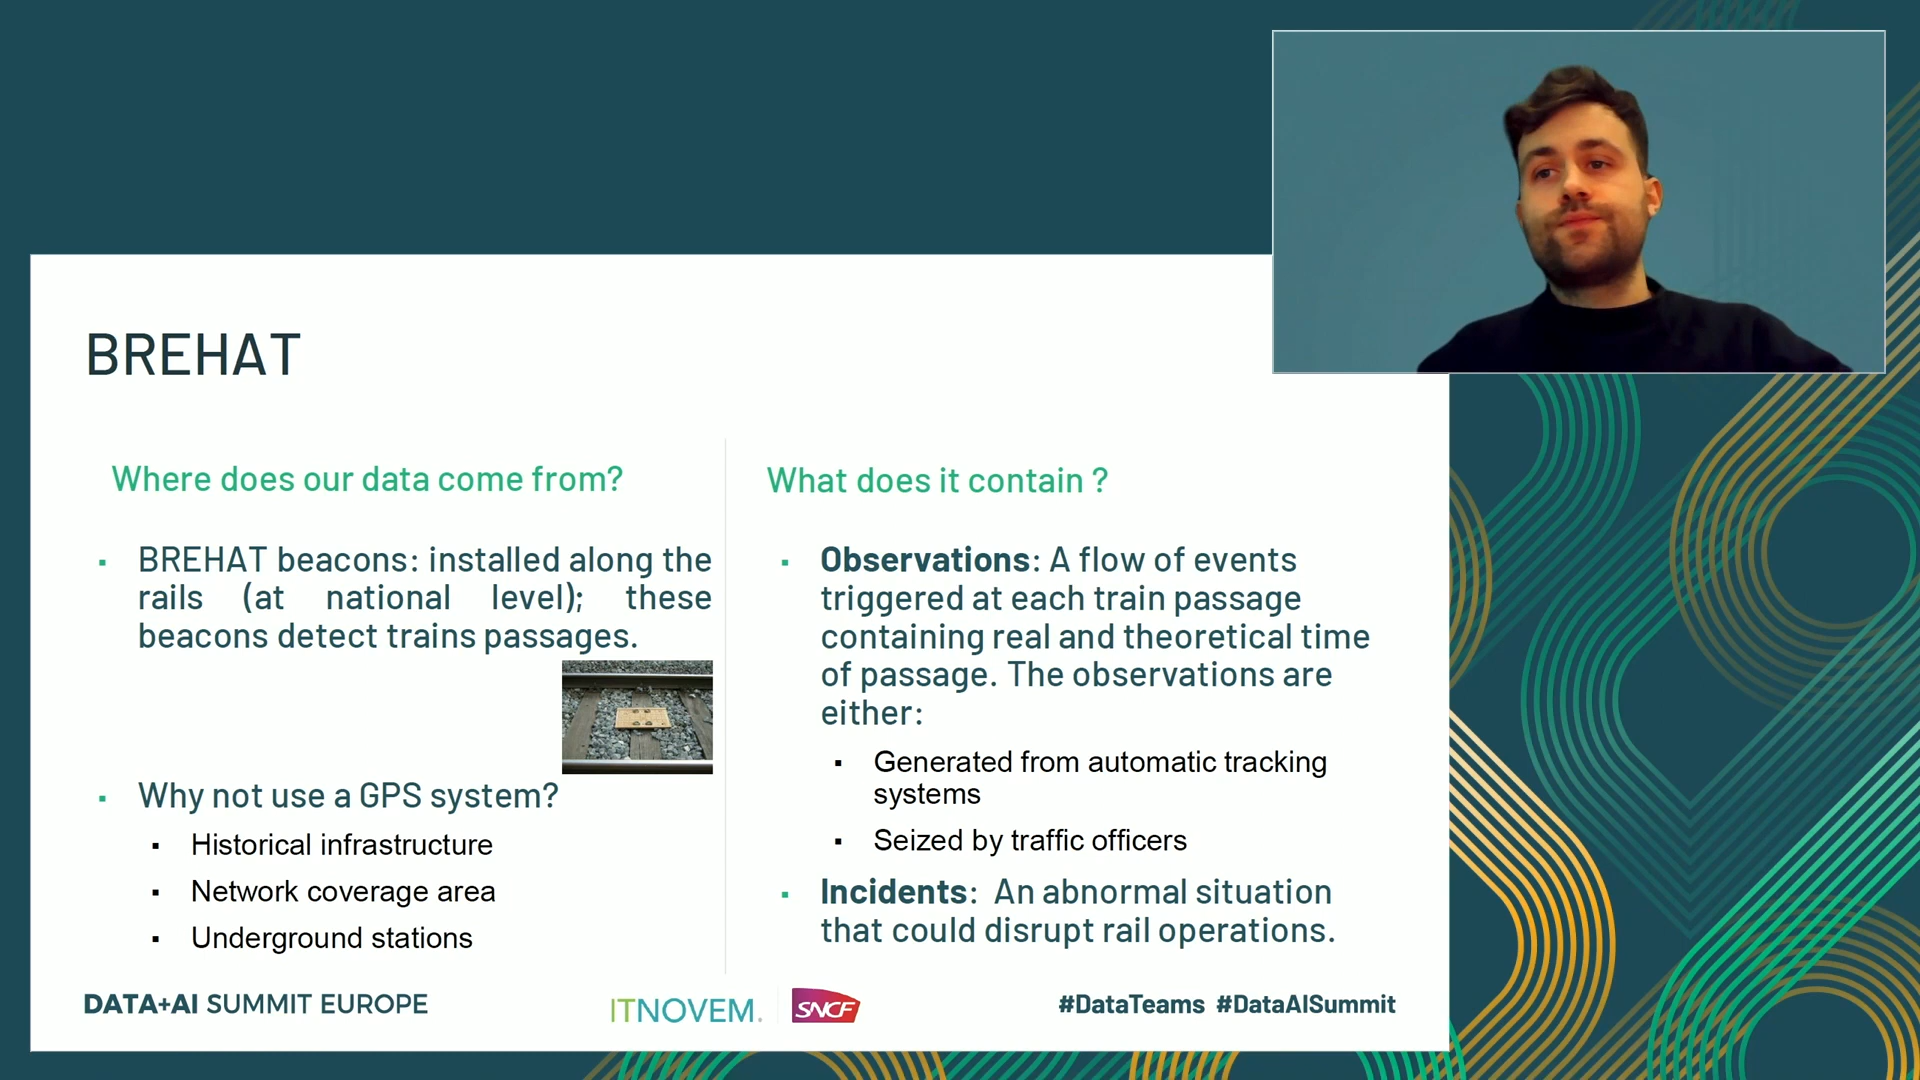 BREHAT
Where does our data come from?
▪ BREHAT beacons: installed along the
rails (at national level); these
beacons detect trains passages.
▪ Why not use a GPS system?
▪ Historical infrastructure
▪ Network coverage area
▪ Underground stations
What does it contain ?
▪ Observations: A flow of events
triggered at each train passage
containing real and theoretical time
of passage. The observations are
either:
▪ Generated from automatic tracking
systems
▪ Seized by traffic officers
▪ Incidents: An abnormal situation
that could disrupt rail operations.
DATA+AI SUMMIT EUROPE
ITNOVEM.
SNCF
#DataTeams #DataAISummit